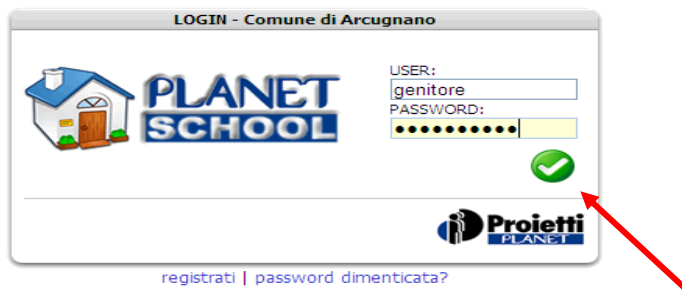 LOGIN - Comune di Arcugnano
PLANET
SCHOOL
USER:
genitore
PASSWORD:
●●●●●●●●●●
Proietti
PLANET
registrati | password dimenticata?